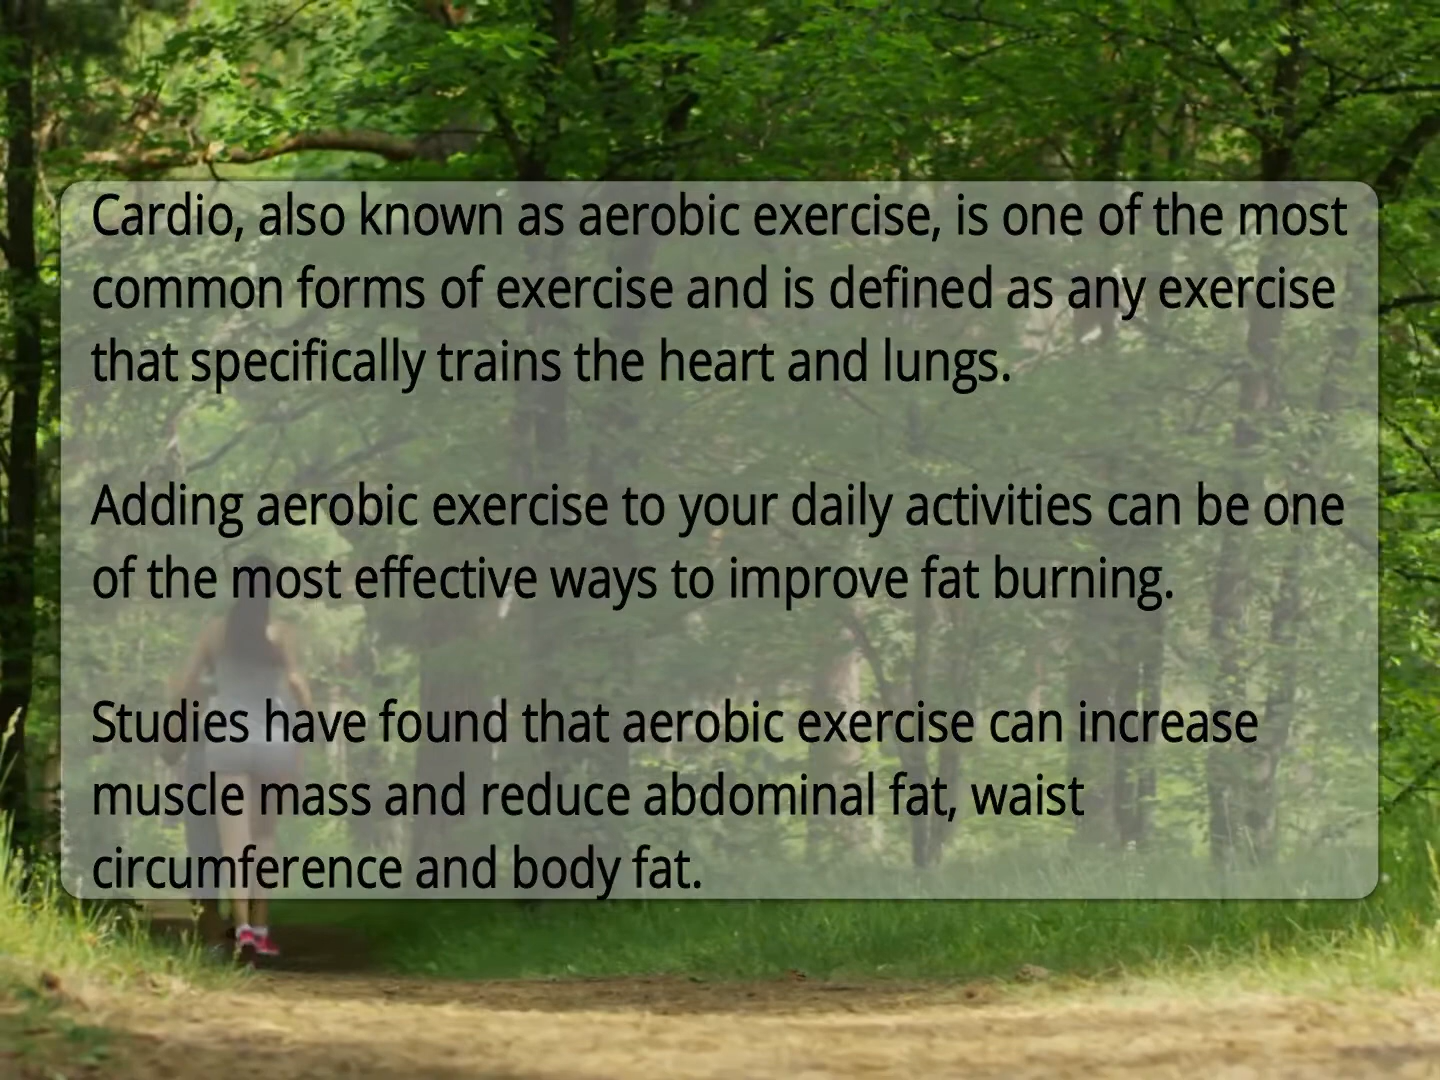 Cardio, also known as aerobic exercise, is one of the most
common forms of exercise and is defined as any exercise
that specifically trains the heart and lungs.
Adding aerobic exercise to your daily activities can be one
of the most effective ways to improve fat burning.
Studies have found that aerobic exercise can increase
muscle mass and reduce abdominal fat, waist
circumference and body fat.